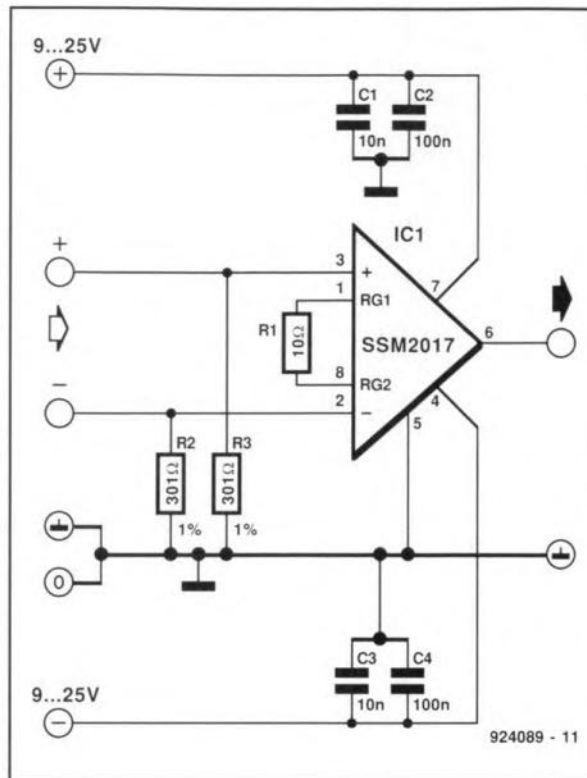 9...25V
+
C1
C2
10n
100n
IC1
+
3
+
7
1
RG1
R1
10Ω
SSM2017
6
8
RG2
−
2
−
4
5
R2
R3
301Ω
301Ω
1%
1%
0
C3
C4
9...25V
10n
100n
−
924089 - 11